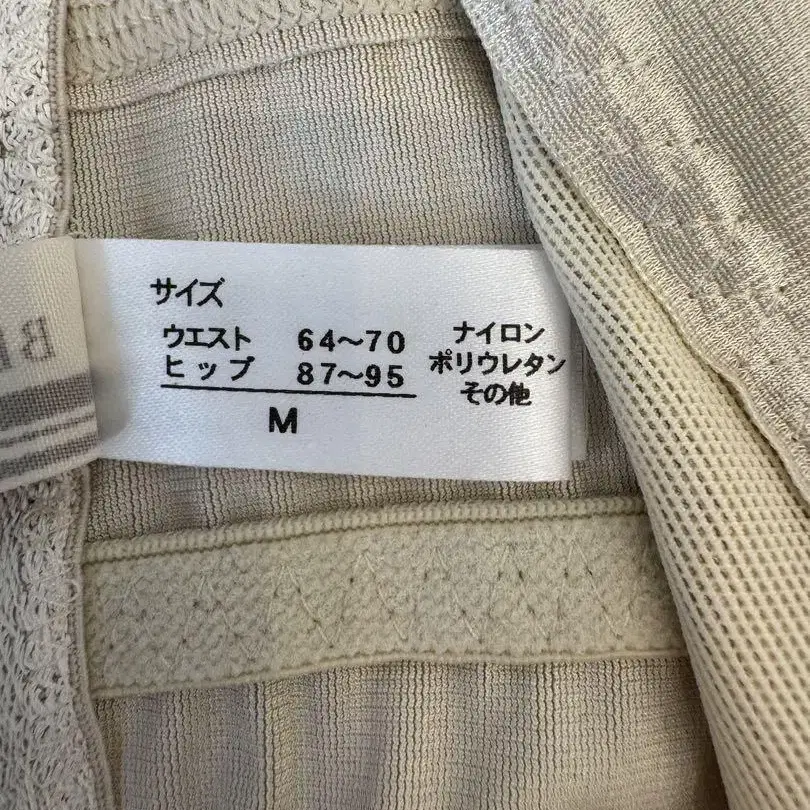 サイズ
ウエスト 64〜70
ヒップ 87〜95
M
ナイロン
ポリウレタン
その他